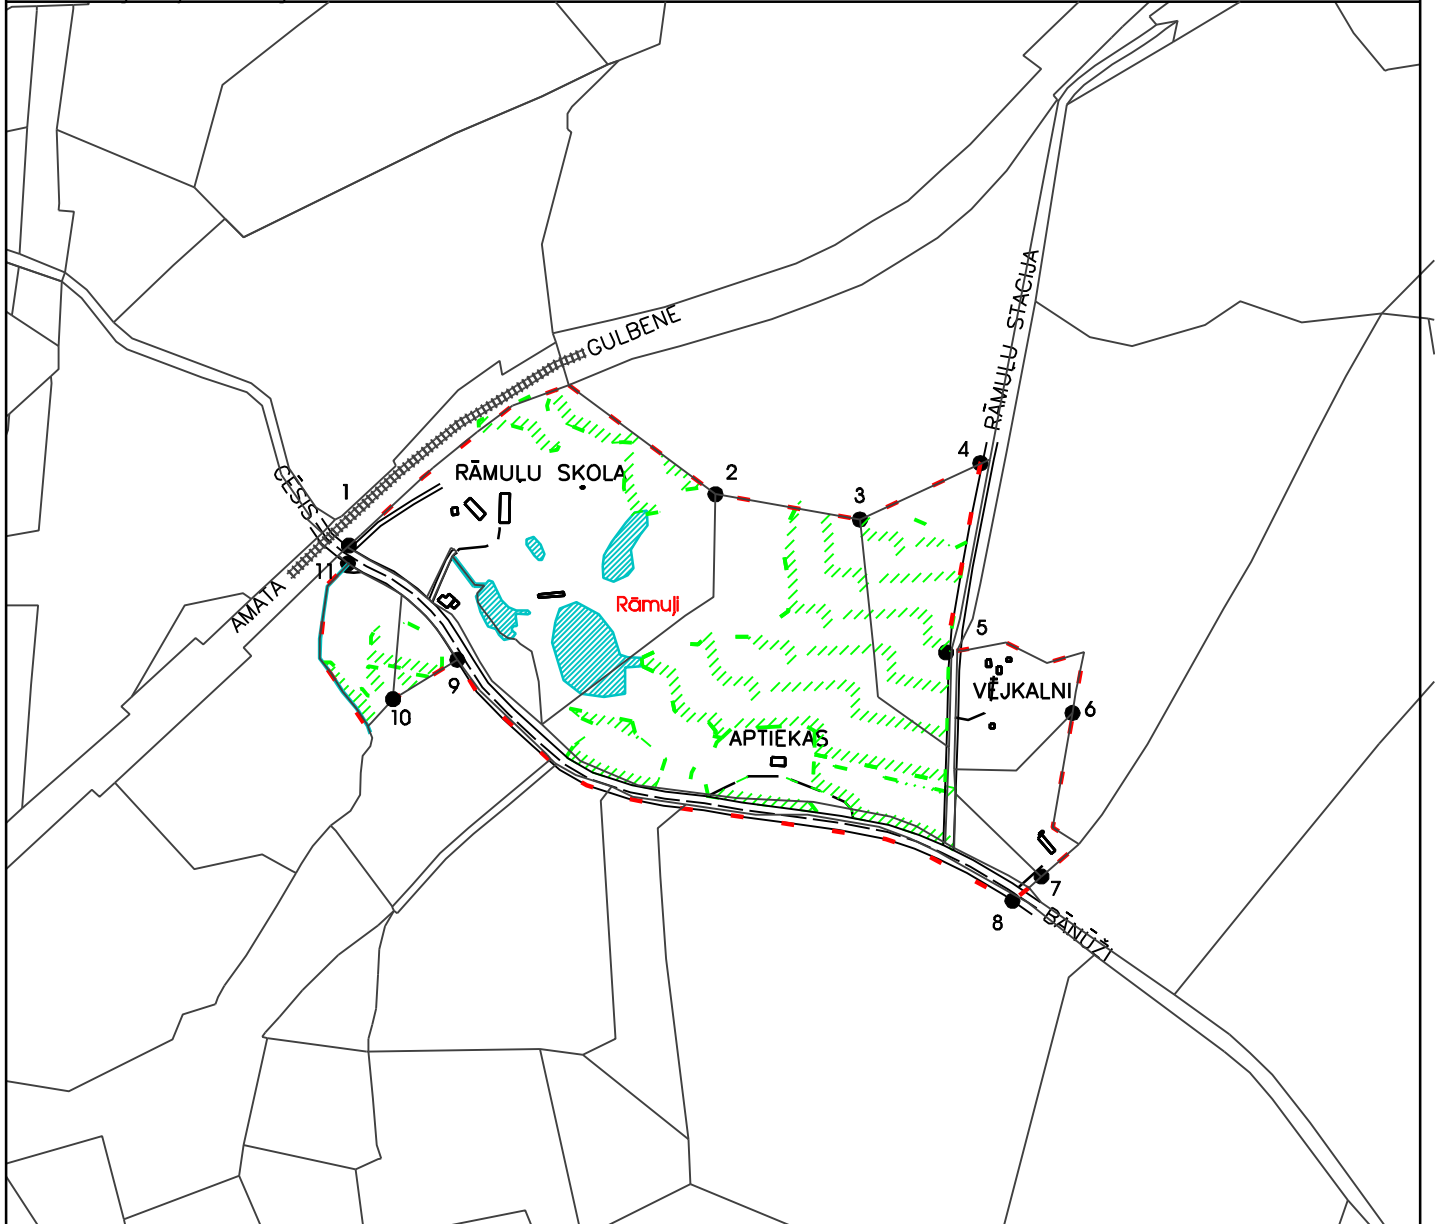 GULBENE
RĀMUĻU STACIJA
4
CĒSIS
1
RĀMUĻU SKOLA
2
3
11
AMATA
Rāmuji
5
9
10
VĒJKALNI
6
APTIEKAS
7
8
BĀNŪŽI